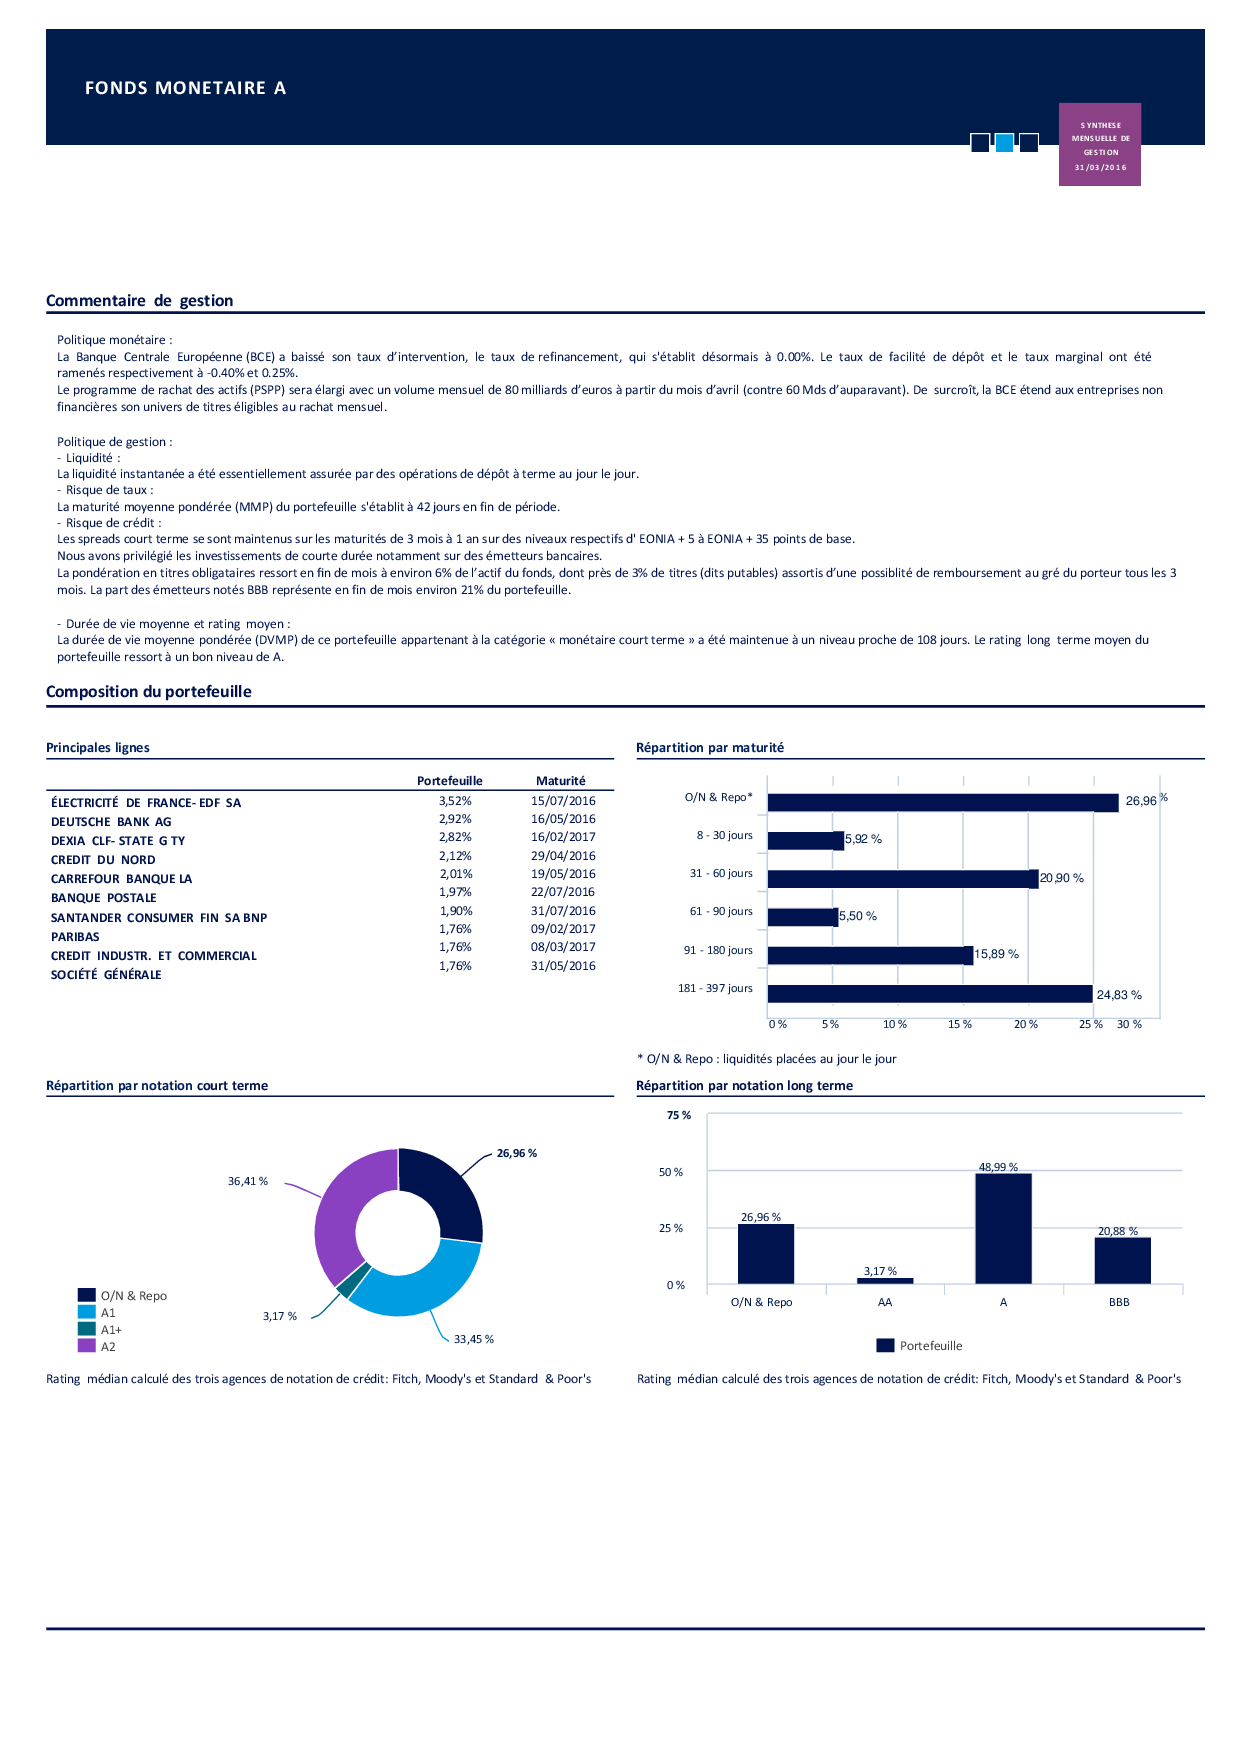 FONDS MONETAIRE A
SYNTHESE
MENSUELLE DE
GESTION
31/03/2016
Commentaire de gestion
Politique monétaire :
La Banque Centrale Européenne (BCE) a baissé son taux d’intervention, le taux de refinancement, qui s'établit désormais à 0.00%. Le taux de facilité de dépôt et le taux marginal ont été
ramenés respectivement à -0.40% et 0.25%.
Le programme de rachat des actifs (PSPP) sera élargi avec un volume mensuel de 80 milliards d’euros à partir du mois d’avril (contre 60 Mds d’auparavant). De surcroît, la BCE étend aux entreprises non
financières son univers de titres éligibles au rachat mensuel.
Politique de gestion :
- Liquidité :
La liquidité instantanée a été essentiellement assurée par des opérations de dépôt à terme au jour le jour.
- Risque de taux :
La maturité moyenne pondérée (MMP) du portefeuille s'établit à 42 jours en fin de période.
- Risque de crédit :
Les spreads court terme se sont maintenus sur les maturités de 3 mois à 1 an sur des niveaux respectifs d' EONIA + 5 à EONIA + 35 points de base.
Nous avons privilégié les investissements de courte durée notamment sur des émetteurs bancaires.
La pondération en titres obligataires ressort en fin de mois à environ 6% de l’actif du fonds, dont près de 3% de titres (dits putables) assortis d’une possiblité de remboursement au gré du porteur tous les 3
mois. La part des émetteurs notés BBB représente en fin de mois environ 21% du portefeuille.
- Durée de vie moyenne et rating moyen :
La durée de vie moyenne pondérée (DVMP) de ce portefeuille appartenant à la catégorie « monétaire court terme » a été maintenue à un niveau proche de 108 jours. Le rating long terme moyen du
portefeuille ressort à un bon niveau de A.
Composition du portefeuille
Principales lignes
Portefeuille Maturité
ÉLECTRICITÉ DE FRANCE- EDF SA 3,52% 15/07/2016
DEUTSCHE BANK AG 2,92% 16/05/2016
DEXIA CLF- STATE G TY 2,82% 16/02/2017
CREDIT DU NORD 2,12% 29/04/2016
CARREFOUR BANQUE LA 2,01% 19/05/2016
BANQUE POSTALE 1,97% 22/07/2016
SANTANDER CONSUMER FIN SA BNP 1,90% 31/07/2016
PARIBAS 1,76% 09/02/2017
CREDIT INDUSTR. ET COMMERCIAL 1,76% 08/03/2017
SOCIÉTÉ GÉNÉRALE 1,76% 31/05/2016
Répartition par maturité
O/N & Repo* 26,96 %
8 - 30 jours 5,92 %
31 - 60 jours 20,90 %
61 - 90 jours 5,50 %
91 - 180 jours 15,89 %
181 - 397 jours 24,83 %
0 % 5 % 10 % 15 % 20 % 25 % 30 %
* O/N & Repo : liquidités placées au jour le jour
Répartition par notation court terme
26,96 %
36,41 %
3,17 %
33,45 %
O/N & Repo
A1
A1+
A2
Rating médian calculé des trois agences de notation de crédit: Fitch, Moody's et Standard & Poor's
Répartition par notation long terme
75 %
50 %
25 %
0 %
26,96 %
3,17 %
48,99 %
20,88 %
O/N & Repo AA A BBB
Portefeuille
Rating médian calculé des trois agences de notation de crédit: Fitch, Moody's et Standard & Poor's